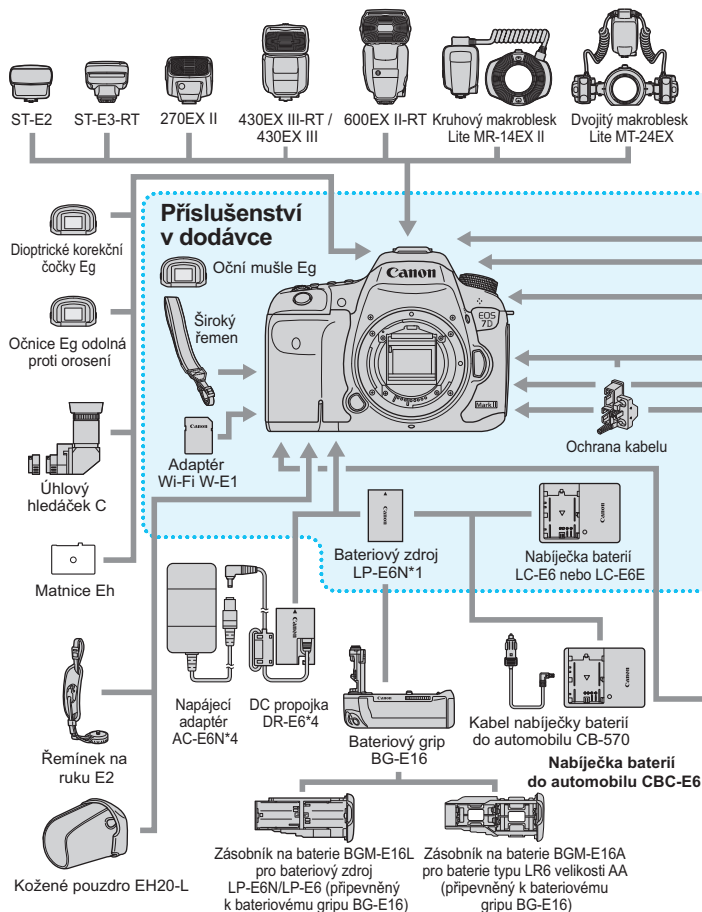 ST-E2
ST-E3-RT
270EX II
430EX III-RT /
430EX III
600EX II-RT
Kruhový makroblesk
Lite MR-14EX II
Dvojitý makroblesk
Lite MT-24EX
Příslušenství
v dodávce
Dioptrické korekční
čočky Eg
Oční mušle Eg
Canon
EOS
7D
Mark II
Široký
řemen
Očnice Eg odolná
proti orosení
Canon
Adaptér
Wi-Fi W-E1
Ochrana kabelu
Úhlový
hledáček C
Canon
Bateriový zdroj
LP-E6N*1
Canon
Nabíječka baterií
LC-E6 nebo LC-E6E
Matnice Eh
Canon
Napájecí
adaptér
AC-E6N*4
DC propojka
DR-E6*4
Canon
Bateriový grip
BG-E16
Canon
Kabel nabíječky baterií
do automobilu CB-570
Nabíječka baterií
do automobilu CBC-E6
Řemínek na
ruku E2
Kožené pouzdro EH20-L
Zásobník na baterie BGM-E16L
pro bateriový zdroj
LP-E6N/LP-E6 (připevněný
k bateriovému gripu BG-E16)
Zásobník na baterie BGM-E16A
pro baterie typu LR6 velikosti AA
(připevněný k bateriovému
gripu BG-E16)